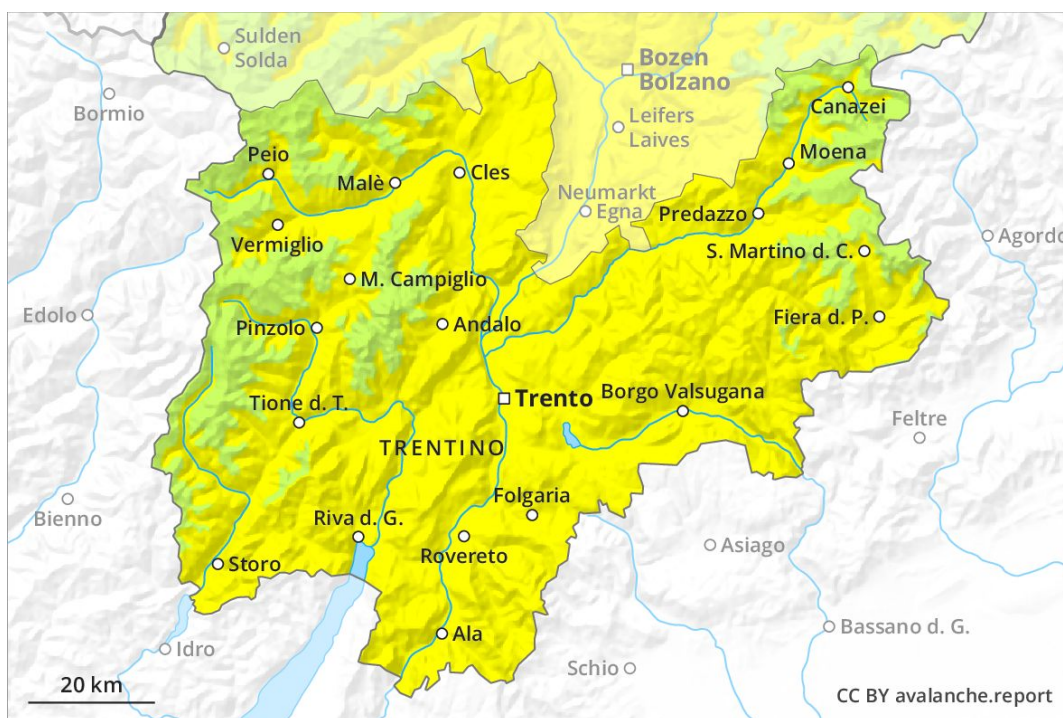 Sulden
Solda
Bozen
Bolzano
Bormio
Canazei
Leifers
Laives
Peio
Moena
Malè
Cles
Neumarkt
Egna
Predazzo
Vermiglio
Agordo
S. Martino d. C.
M. Campiglio
Edolo
Fiera d. P.
Pinzolo
Andalo
Trento
Borgo Valsugana
Tione d. T.
Feltre
TRENTINO
Bienno
Folgaria
Riva d. G.
Rovereto
Asiago
Storo
Bassano d. G.
Ala
Idro
Schio
20 km
CC BY avalanche.report